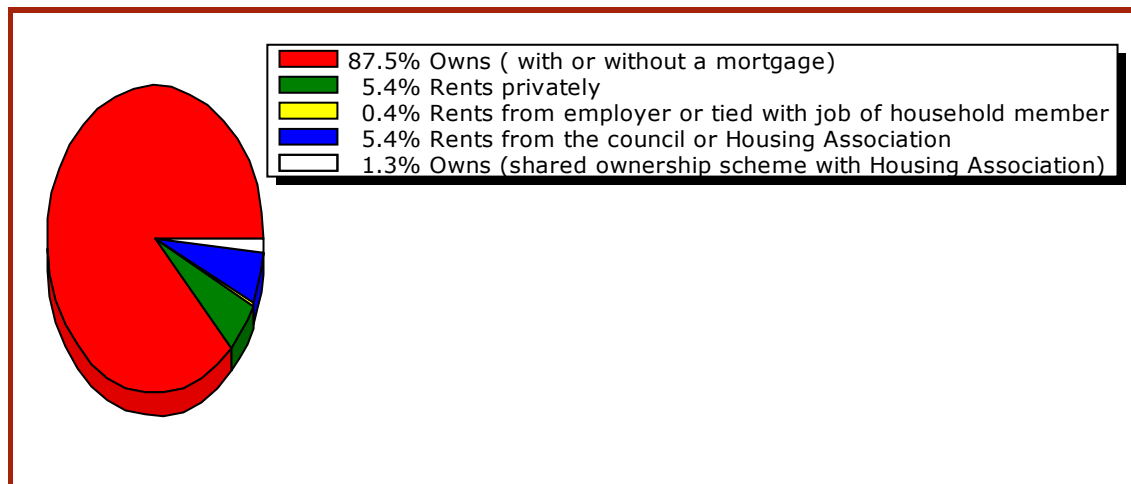 87.5% Owns ( with or without a mortgage)
5.4% Rents privately
0.4% Rents from employer or tied with job of household member
5.4% Rents from the council or Housing Association
1.3% Owns (shared ownership scheme with Housing Association)